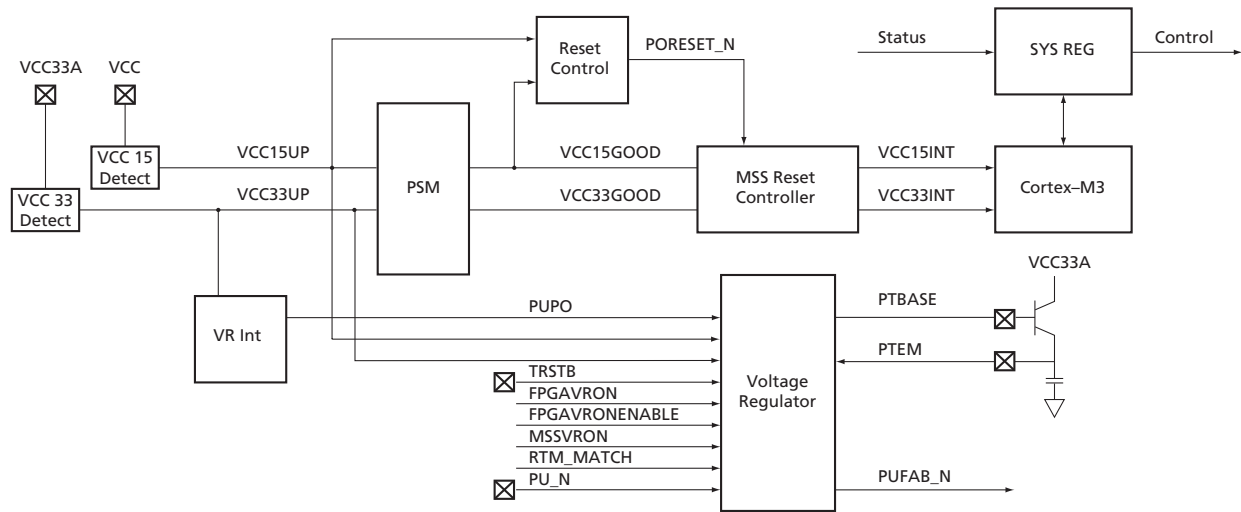 VCC33A
VCC
Reset
Control
PORESET_N
Status
SYS REG
Control
VCC 15
Detect
VCC15UP
VCC 33
Detect
VCC33UP
PSM
VCC15GOOD
VCC33GOOD
MSS Reset
Controller
VCC15INT
VCC33INT
Cortex–M3
VR Int
PUPO
TRSTB
FPGAVRON
FPGAVRONENABLE
MSSVRON
RTM_MATCH
PU_N
Voltage
Regulator
PTBASE
PTEM
VCC33A
PUFAB_N